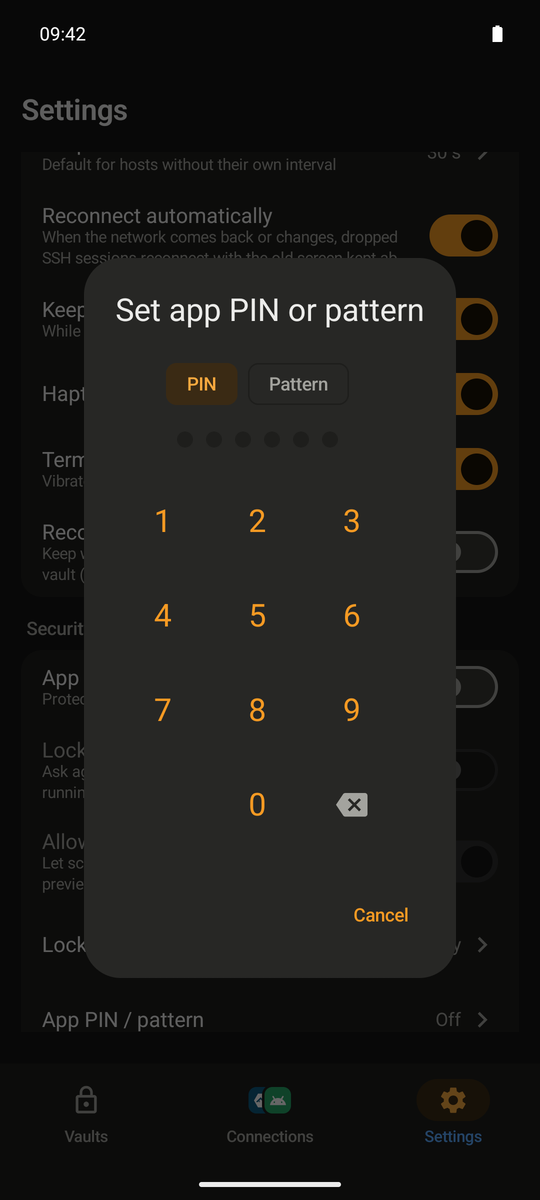 09:42
Settings
Default for hosts without their own interval
30 s
Reconnect automatically
When the network comes back or changes, dropped
SSH sessions reconnect with the old screen kept ab
Keep
While
Set app PIN or pattern
PIN
Pattern
Hapt
Term
Vibrat
1 2 3
Reco
Keep v
vault (
4 5 6
Securit
App
Protec
7 8 9
Lock
Ask ag
runnin
0
Allow
Let sc
previe
Cancel
Lock
y
App PIN / pattern
Off
Vaults
Connections
Settings